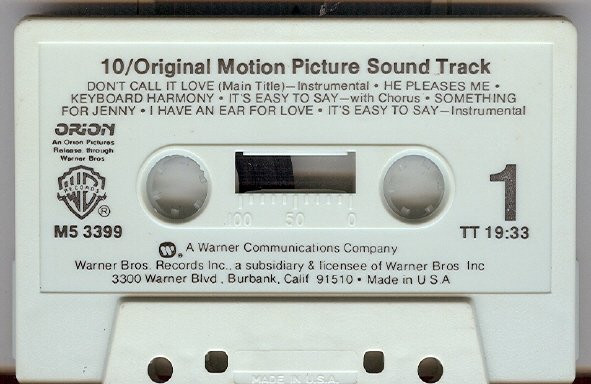 10/Original Motion Picture Sound Track
DON'T CALL IT LOVE (Main Title)—Instrumental • HE PLEASES ME •
KEYBOARD HARMONY • IT'S EASY TO SAY—with Chorus • SOMETHING
FOR JENNY • I HAVE AN EAR FOR LOVE • IT'S EASY TO SAY—Instrumental
ORION
An Orion Pictures
Release through
Warner Bros
WB
RECORDS
®
M5 3399
100 50 0
1
TT 19:33
W ® A Warner Communications Company
Warner Bros. Records Inc., a subsidiary & licensee of Warner Bros Inc
3300 Warner Blvd., Burbank, Calif 91510 • Made in U.S.A
MADE IN U.S.A.